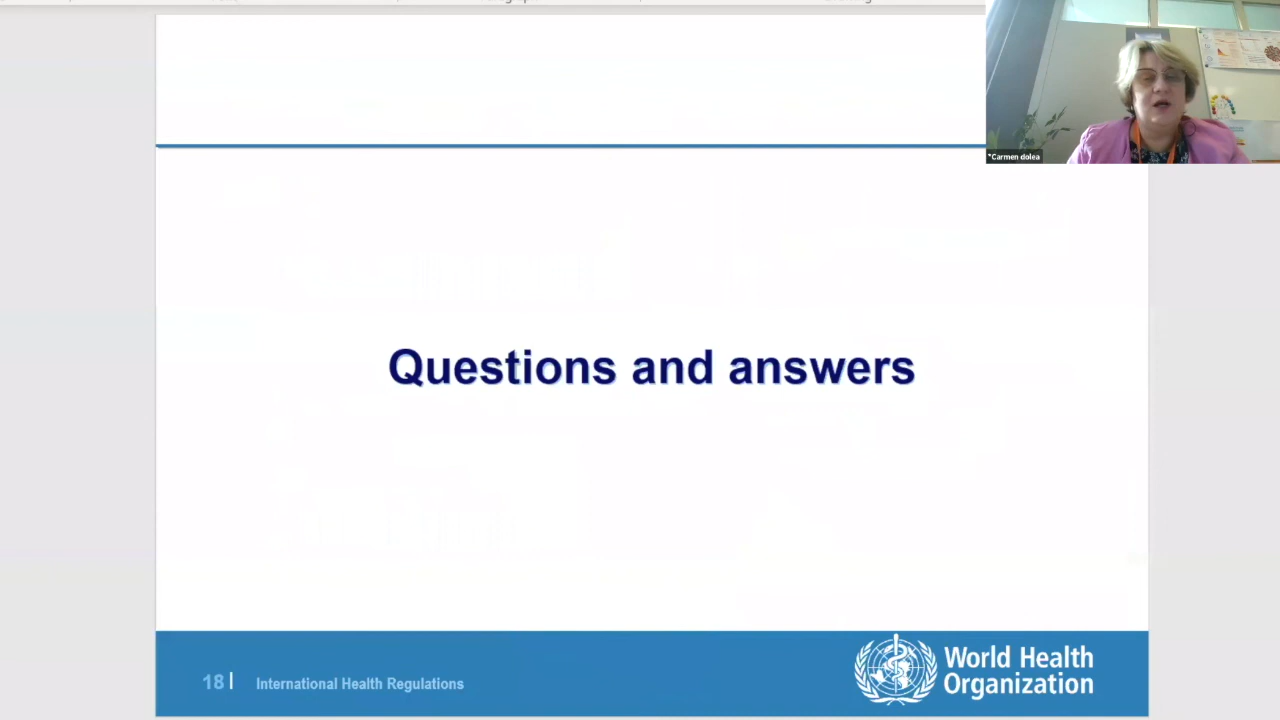 *Carmen dolea
Questions and answers
18 |
International Health Regulations
World Health
Organization